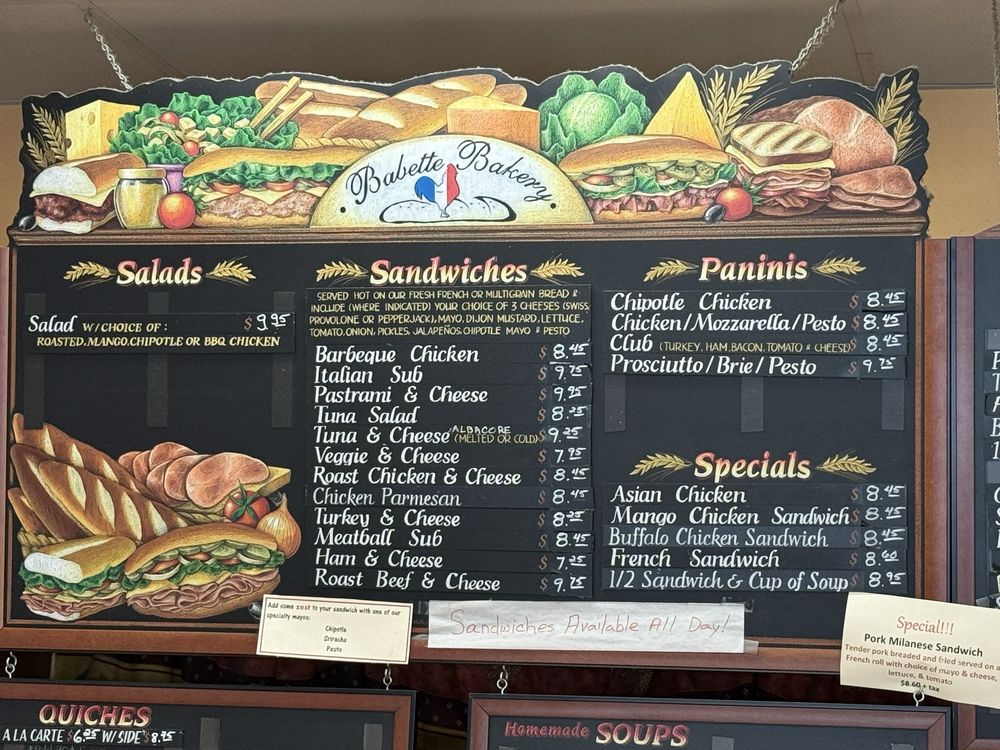 Babette Bakery
Salads
Salad W/CHOICE OF: $9.95
ROASTED, MANGO, CHIPOTLE OR BBQ CHICKEN
Sandwiches
SERVED HOT ON OUR FRESH FRENCH OR MULTIGRAIN BREAD &
INCLUDE (WHERE INDICATED) YOUR CHOICE OF 3 CHEESES (SWISS,
PROVOLONE OR PEPPERJACK), MAYO, DIJON MUSTARD, LETTUCE,
TOMATO, ONION, PICKLES, JALAPEÑOS, CHIPOTLE MAYO & PESTO
Barbeque Chicken $8.45
Italian Sub $9.75
Pastrami & Cheese $9.95
Tuna Salad $8.25
ALBACORE
Tuna & Cheese (MELTED OR COLD) $9.25
Veggie & Cheese $7.95
Roast Chicken & Cheese $8.45
Chicken Parmesan $8.45
Turkey & Cheese $8.25
Meatball Sub $8.45
Ham & Cheese $7.25
Roast Beef & Cheese $9.75
Paninis
Chipotle Chicken $8.45
Chicken/Mozzarella/Pesto $8.45
Club (TURKEY, HAM, BACON, TOMATO & CHEESE) $8.45
Prosciutto/Brie/Pesto $9.75
Specials
Asian Chicken $8.45
Mango Chicken Sandwich $8.45
Buffalo Chicken Sandwich $8.45
French Sandwich $8.60
1/2 Sandwich & Cup of Soup $8.95
Add some zest to your sandwich with one of our
specialty mayos:
Chipotle
Sriracha
Pesto
Sandwiches Available All Day!
Special!!!
Pork Milanese Sandwich
Tender pork breaded and fried served on a
French roll with choice of mayo & cheese,
lettuce, & tomato
$8.60 + tax
QUICHES
A LA CARTE $6.95 W/SIDE $8.75
Homemade SOUPS